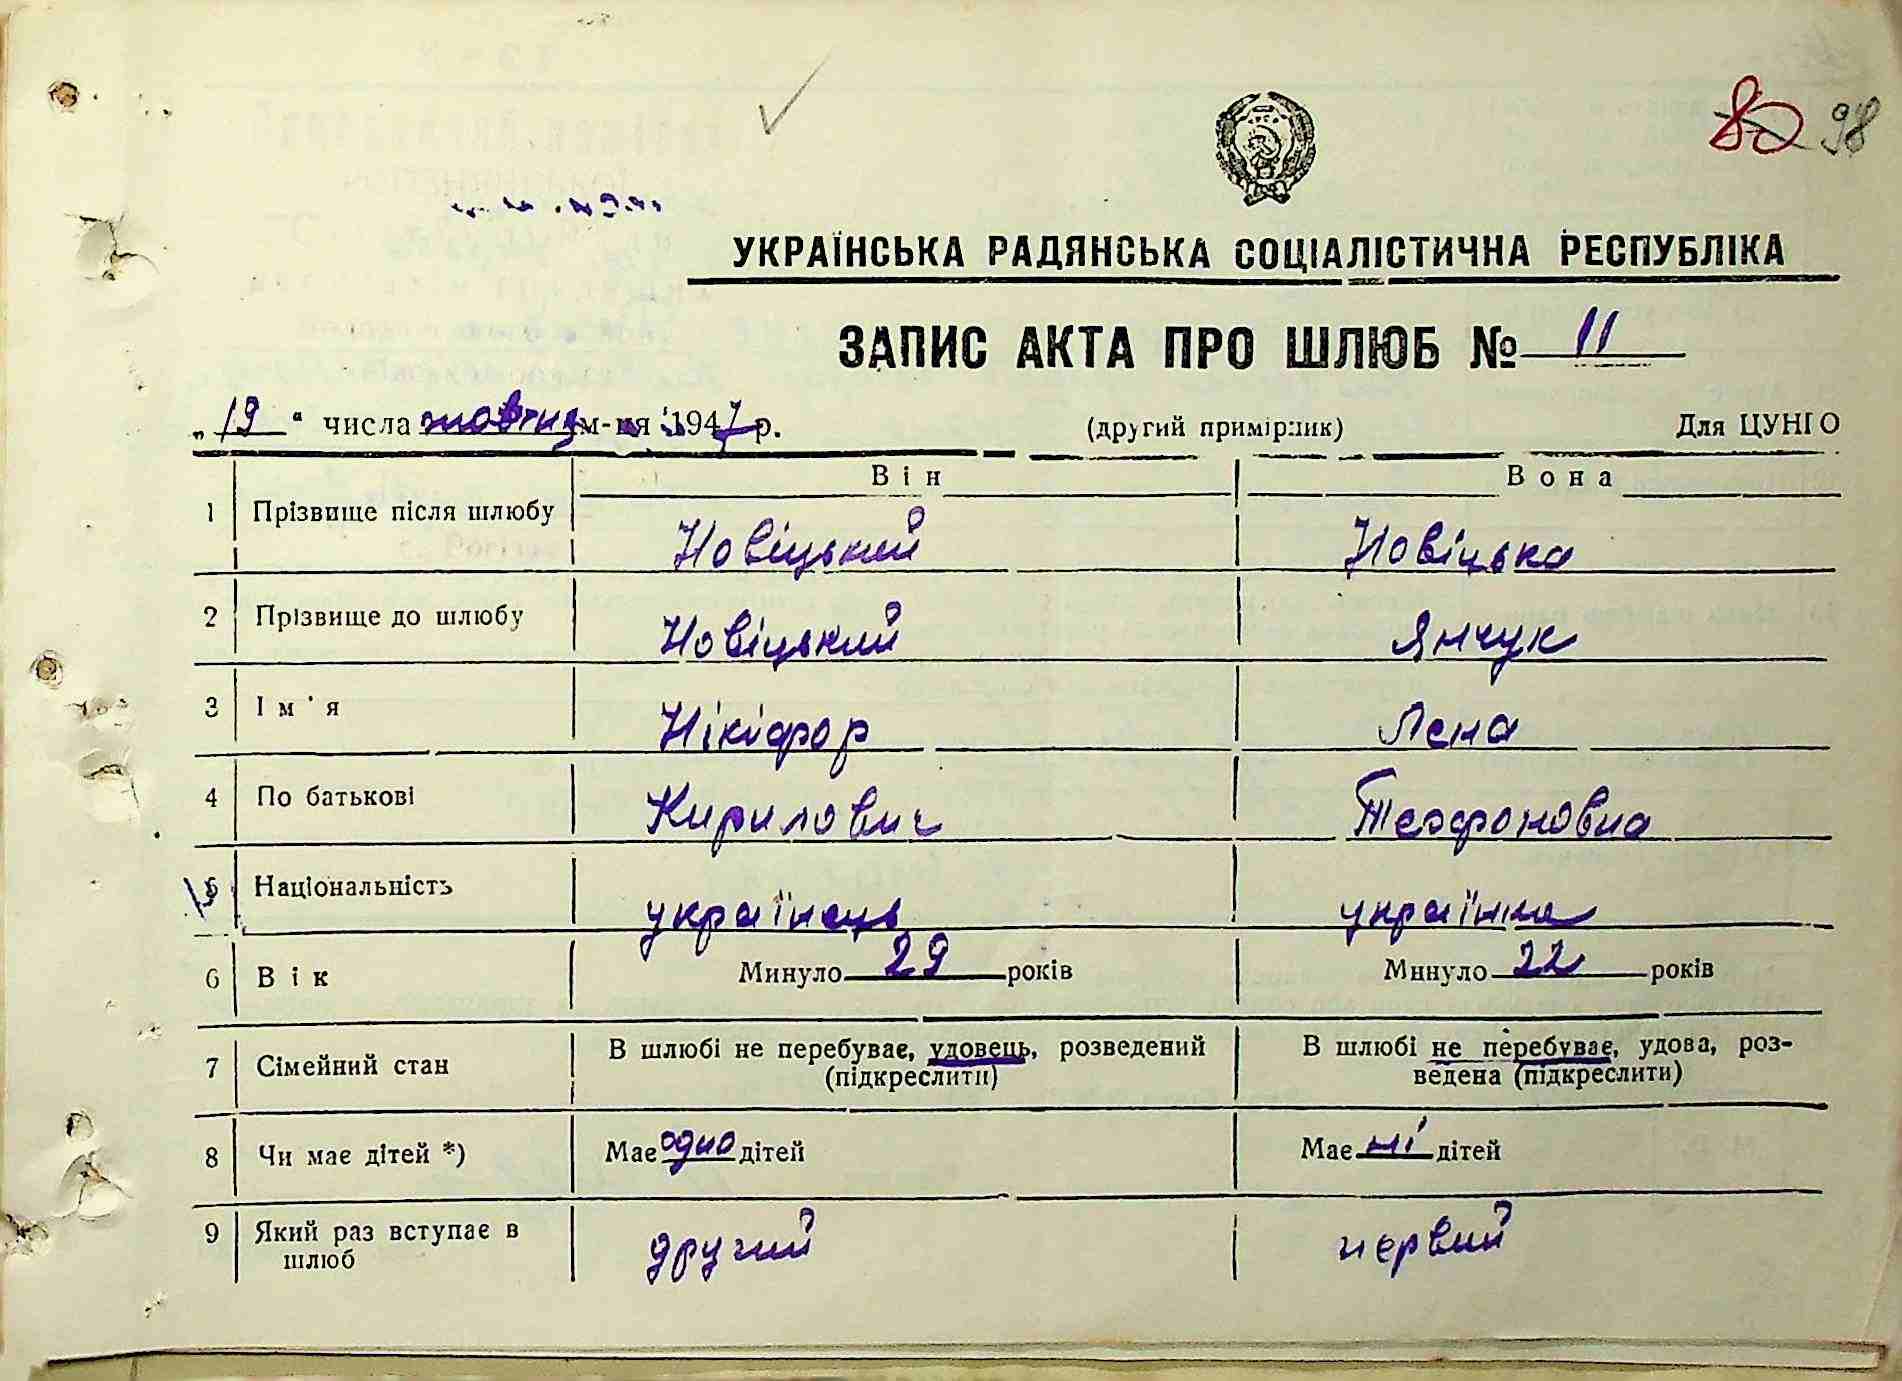 80 98
УКРАЇНСЬКА РАДЯНСЬКА СОЦІАЛІСТИЧНА РЕСПУБЛІКА
ЗАПИС АКТА ПРО ШЛЮБ № 11
„19“ числа жовтня м-ця 1947 р. (другий примірник) Для ЦУНГО
Він Вона
1 Прізвище після шлюбу Новіцький Новіцька
2 Прізвище до шлюбу Новіцький Янчук
3 Ім'я Нікіфор Лена
4 По батькові Кирилович
5 Національність українець українка
6 Вік Минуло 29 років Минуло 22 років
7 Сімейний стан В шлюбі не перебуває, удовець, розведений (підкреслити) В шлюбі не перебуває, удова, роз-
ведена (підкреслити)
8 Чи має дітей *) Має одно дітей Має ні дітей
9 Який раз вступає в шлюб другий первий